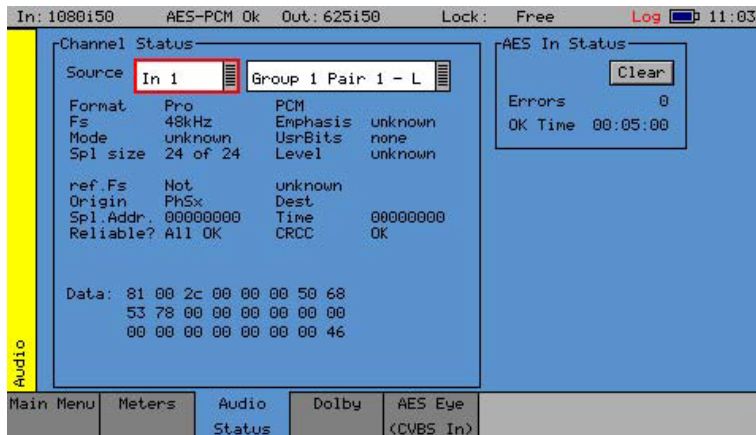 In: 1080i50 AES-PCM Ok Out: 625i50 Lock: Free Log 11:03
Channel Status
Source In 1 Group 1 Pair 1 - L
Format Pro PCM
Fs 48kHz Emphasis unknown
Mode unknown UsrBits none
Spl size 24 of 24 Level unknown
ref.Fs Not unknown
Origin PhSx Dest
Spl.Addr. 00000000 Time 00000000
Reliable? All OK CRCC OK
Data: 81 00 2c 00 00 00 50 68
53 78 00 00 00 00 00 00
00 00 00 00 00 00 00 46
AES In Status
Clear
Errors 0
OK Time 00:05:00
Audio
Main Menu Meters Audio Status Dolby AES Eye (CVBS In)